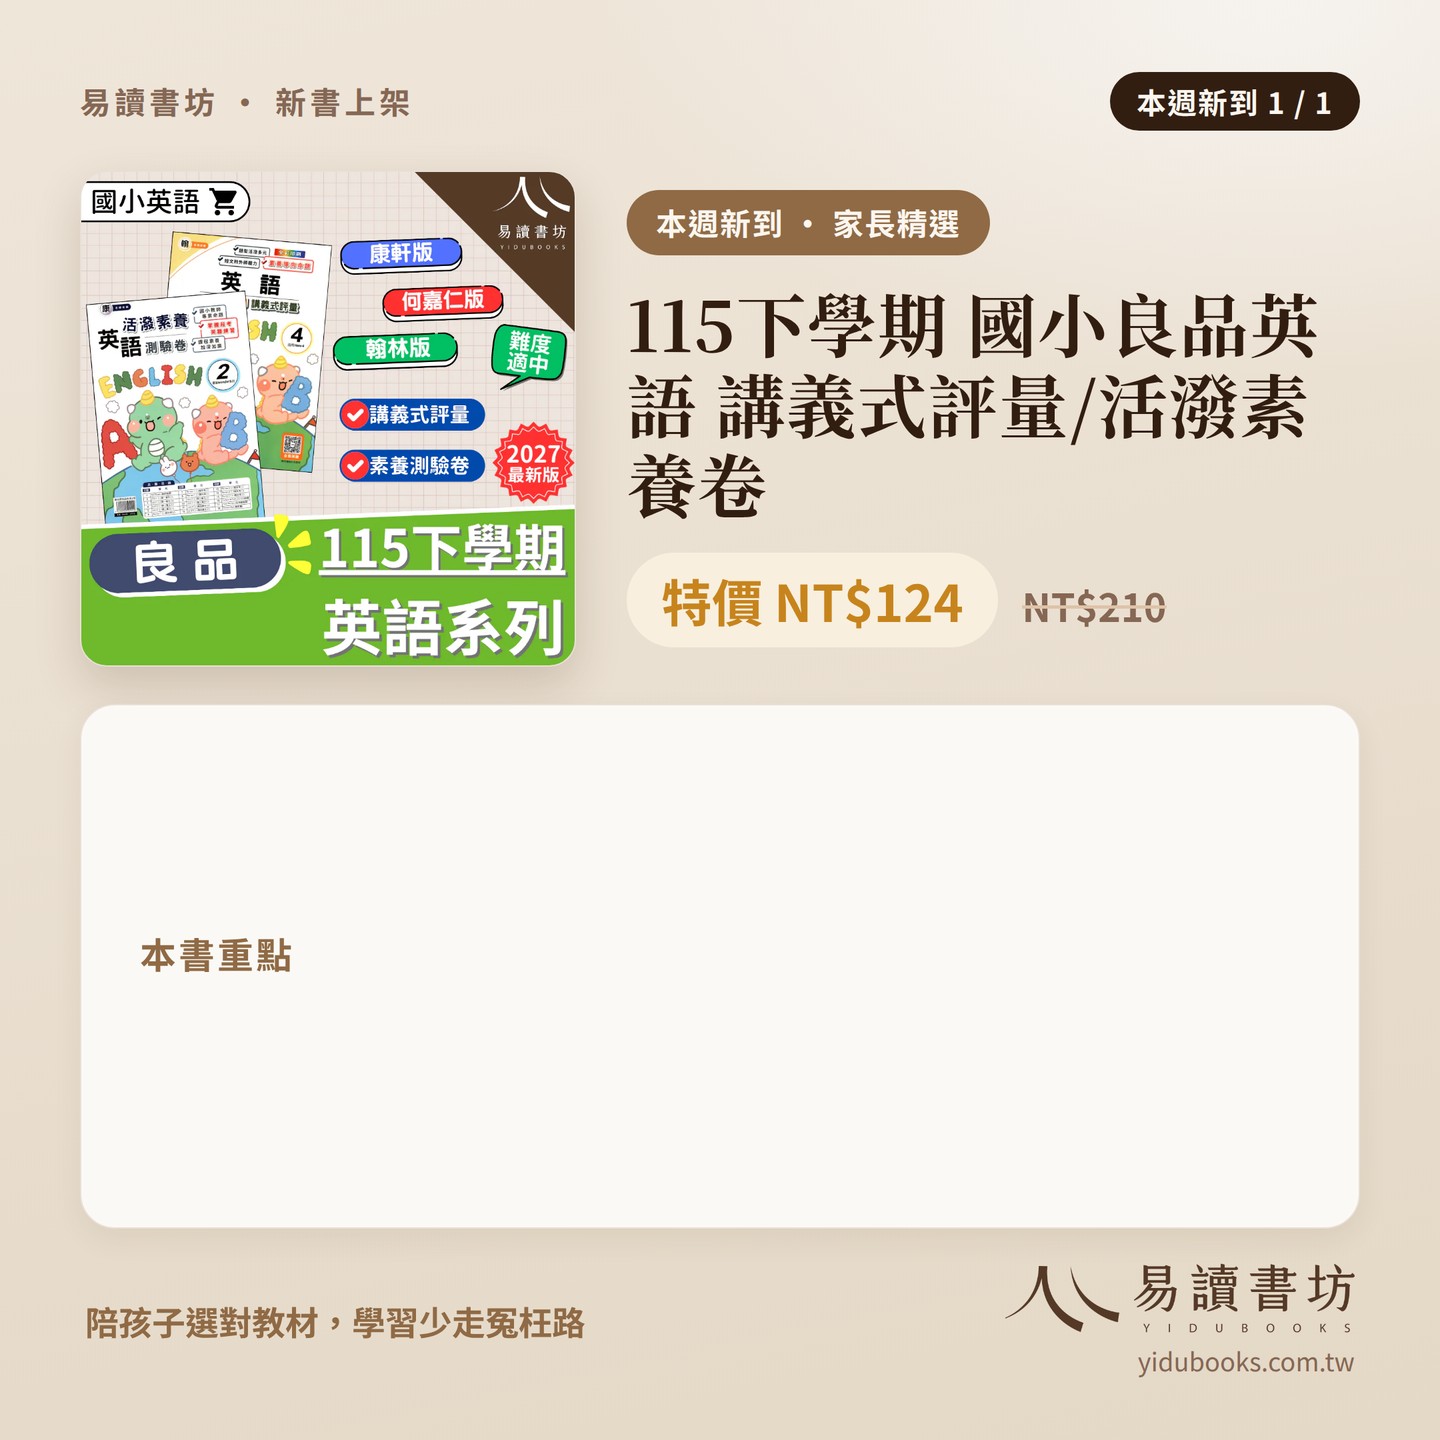 易讀書坊 ・ 新書上架
本週新到 1 / 1
國小英語
易讀書坊
YIDUBOOKS
康軒版
何嘉仁版
翰林版
難度
適中
講義式評量
素養測驗卷
2027
最新版
英語
講義式評量
4
活潑素養
英語
測驗卷
ENGLISH
2
A
B
B
良品
115下學期
英語系列
本週新到 ・ 家長精選
115下學期 國小良品英
語 講義式評量/活潑素
養卷
特價 NT$124
NT$210
本書重點
陪孩子選對教材，學習少走冤枉路
易讀書坊
YIDUBOOKS
yidubooks.com.tw